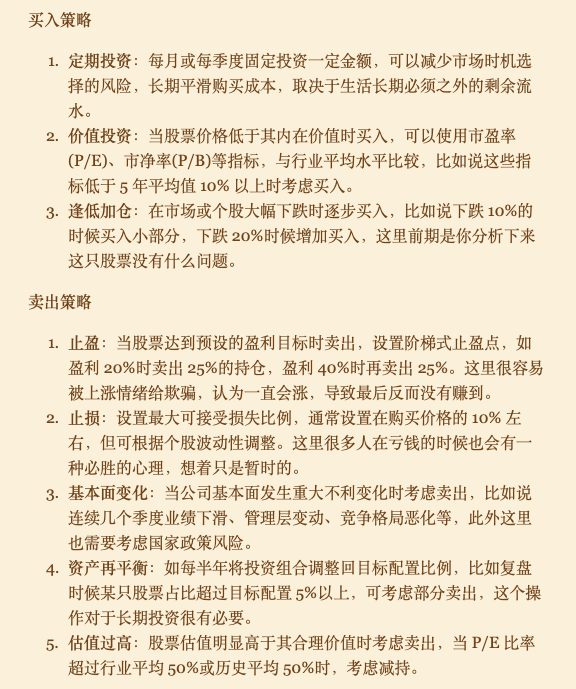 买入策略
1. 定期投资：每月或每季度固定投资一定金额，可以减少市场时机选
择的风险，长期平滑购买成本，取决于生活长期必须之外的剩余流
水。
2. 价值投资：当股票价格低于其内在价值时买入，可以使用市盈率
(P/E)、市净率(P/B)等指标，与行业平均水平比较，比如说这些指
标低于 5 年平均值 10% 以上时考虑买入。
3. 逢低加仓：在市场或个股大幅下跌时逐步买入，比如说下跌 10%的
时候买入小部分，下跌 20%时候增加买入，这里前期是你分析下来
这只股票没有什么问题。
卖出策略
1. 止盈：当股票达到预设的盈利目标时卖出，设置阶梯式止盈点，如
盈利 20%时卖出 25%的持仓，盈利 40%时再卖出 25%。这里很容易
被上涨情绪给欺骗，认为一直会涨，导致最后反而没有赚到。
2. 止损：设置最大可接受损失比例，通常设置在购买价格的 10% 左
右，但可根据个股波动性调整。这里很多人在亏钱的时候也会有一
种必胜的心理，想着只是暂时的。
3. 基本面变化：当公司基本面发生重大不利变化时考虑卖出，比如说
连续几个季度业绩下滑、管理层变动、竞争格局恶化等，此外这里
也需要考虑国家政策风险。
4. 资产再平衡：如每半年将投资组合调整回目标配置比例，比如复盘
时候某只股票占比超过目标配置 5%以上，可考虑部分卖出，这个操
作对于长期投资很有必要。
5. 估值过高：股票估值明显高于其合理价值时考虑卖出，当 P/E 比率
超过行业平均 50%或历史平均 50%时，考虑减持。